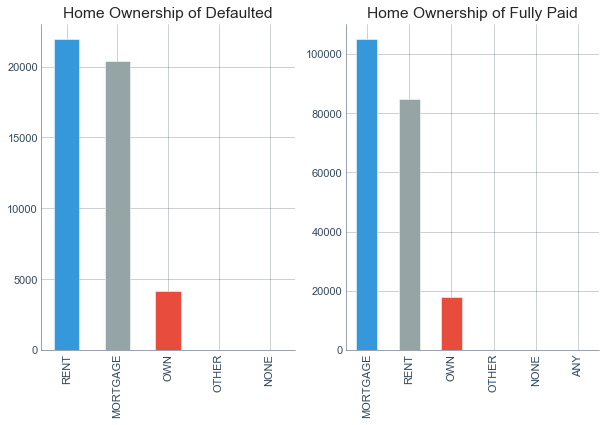 Home Ownership of Defaulted
20000
15000
10000
5000
0
RENT
MORTGAGE
OWN
OTHER
NONE
Home Ownership of Fully Paid
100000
80000
60000
40000
20000
0
MORTGAGE
RENT
OWN
OTHER
NONE
ANY